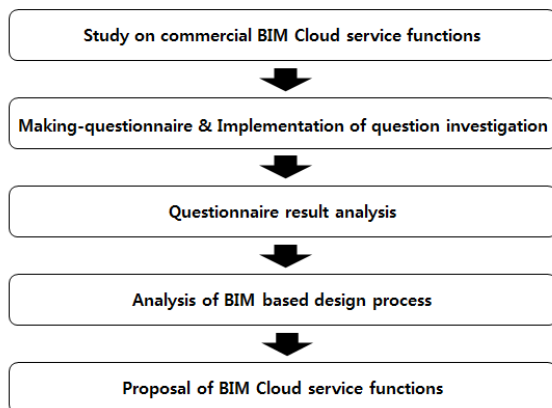 Study on commercial BIM Cloud service functions
Making-questionnaire & Implementation of question investigation
Questionnaire result analysis
Analysis of BIM based design process
Proposal of BIM Cloud service functions